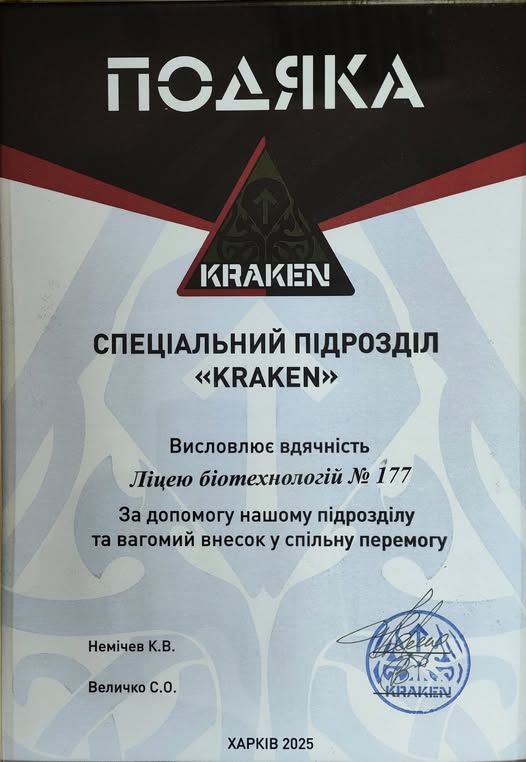 ПОДЯКА
KRAKEN
СПЕЦІАЛЬНИЙ ПІДРОЗДІЛ
«KRAKEN»
Висловлює вдячність
Ліцею біотехнологій № 177
За допомогу нашому підрозділу
та вагомий внесок у спільну перемогу
Немічев К.В.
Величко С.О.
KRAKEN
ХАРКІВ 2025